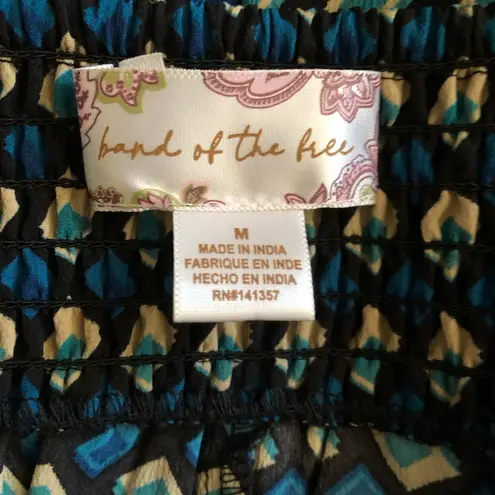 band of the free
M
MADE IN INDIA
FABRIQUE EN INDE
HECHO EN INDIA
RN#141357